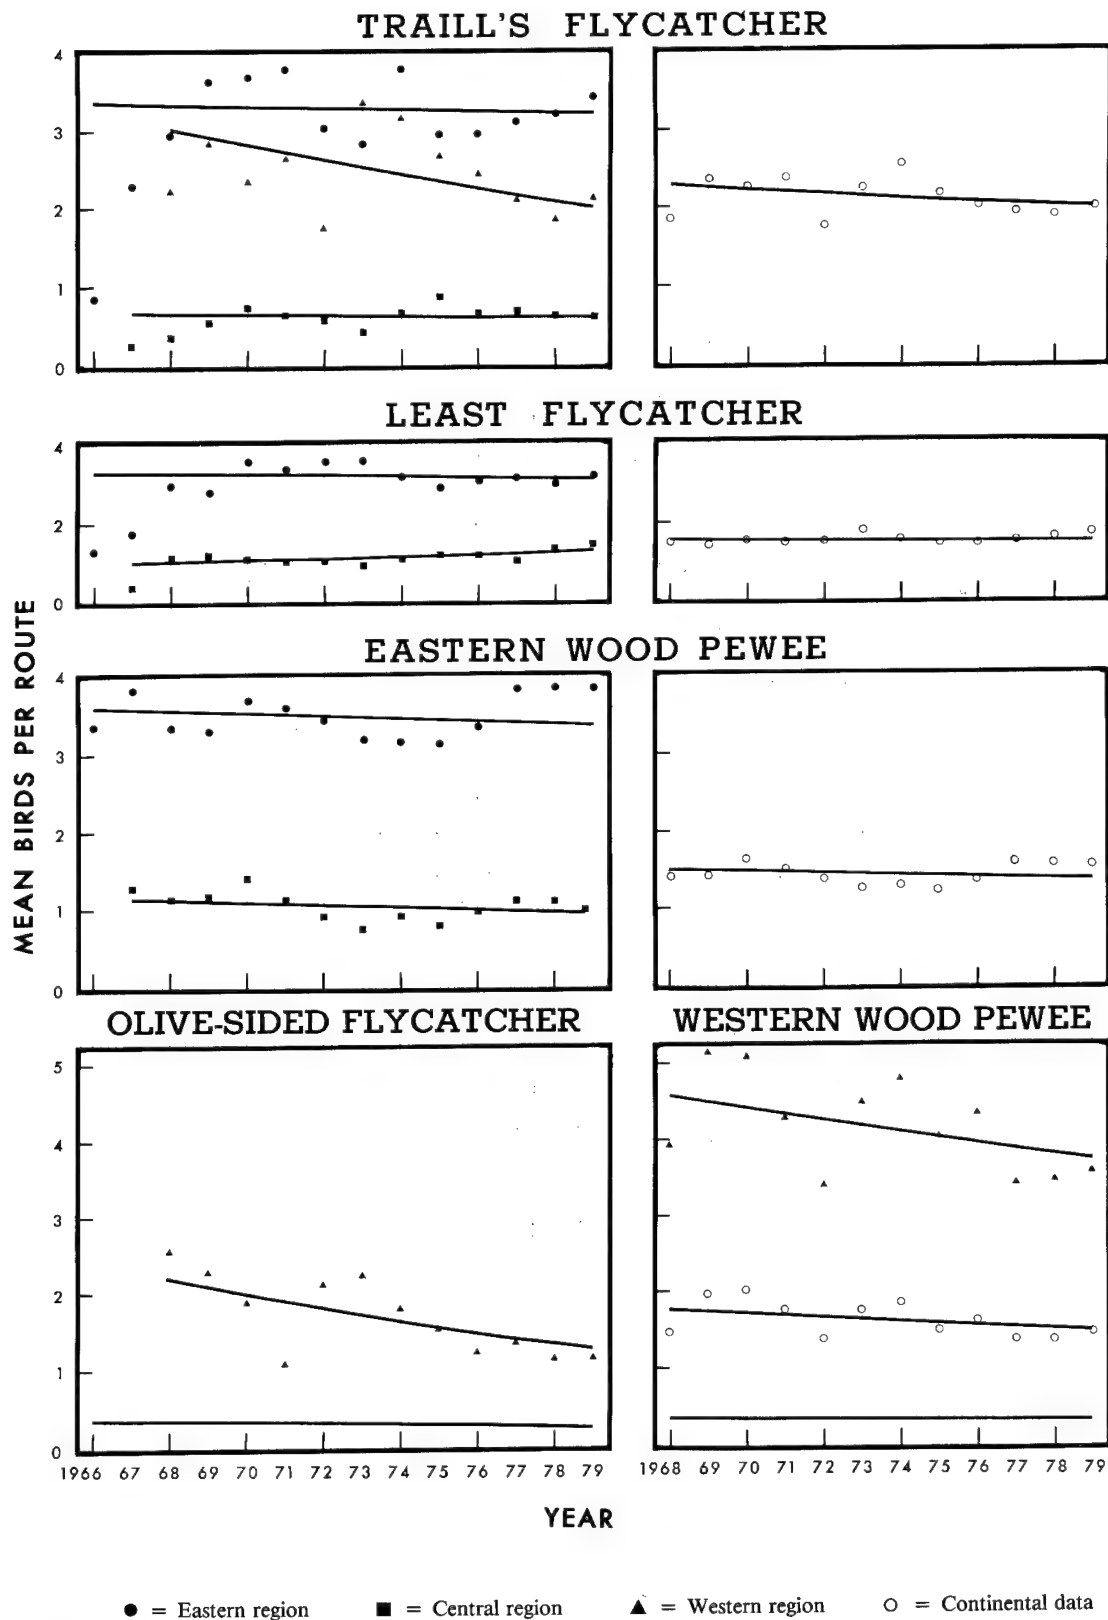 TRAILL'S FLYCATCHER
4
3
2
1
0
LEAST FLYCATCHER
4
2
0
EASTERN WOOD PEWEE
4
3
2
1
0
MEAN BIRDS PER ROUTE
OLIVE-SIDED FLYCATCHER
WESTERN WOOD PEWEE
5
4
3
2
1
0
1966 67 68 69 70 71 72 73 74 75 76 77 78 79
1968 69 70 71 72 73 74 75 76 77 78 79
YEAR
● = Eastern region ■ = Central region ▲ = Western region ○ = Continental data